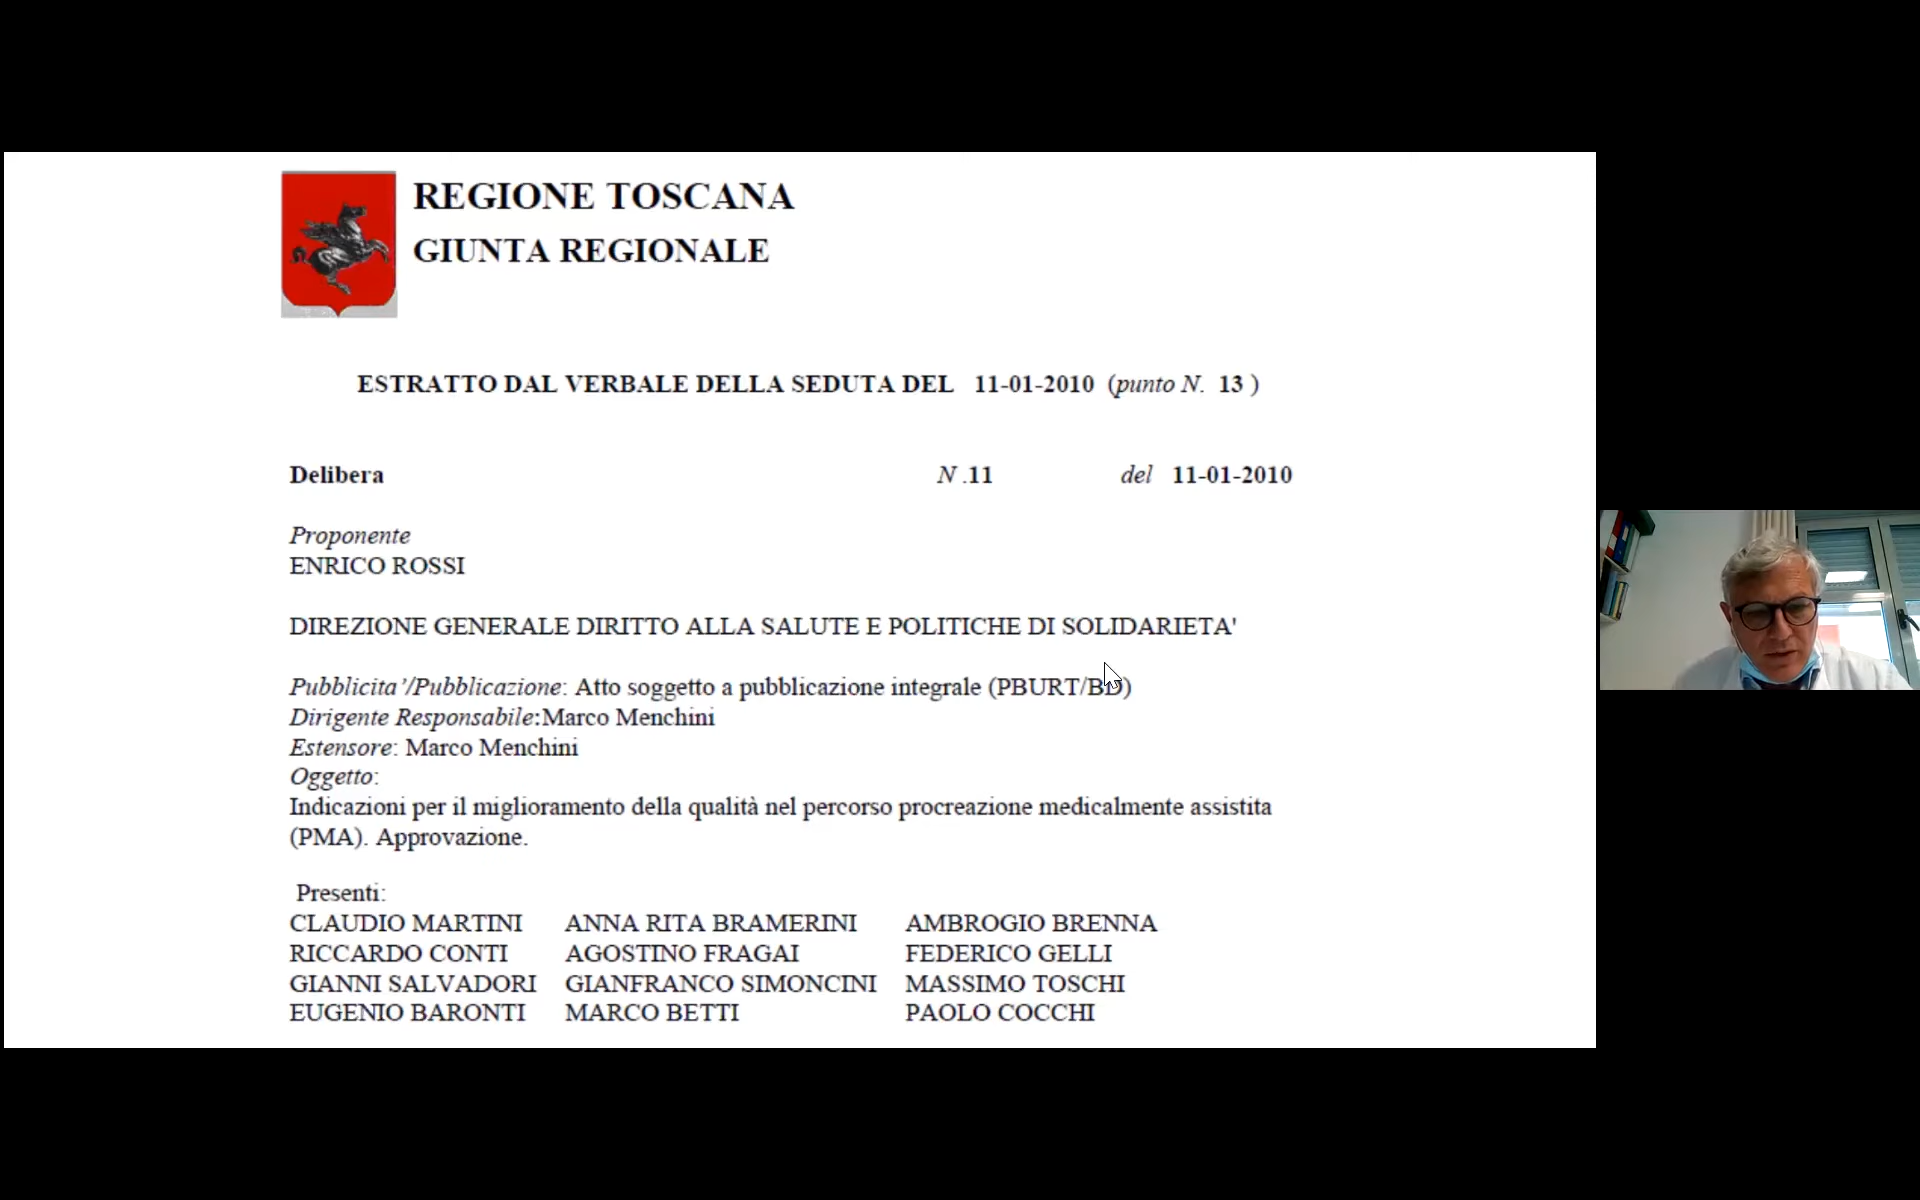 REGIONE TOSCANA
GIUNTA REGIONALE
ESTRATTO DAL VERBALE DELLA SEDUTA DEL 11-01-2010 (punto N. 13 )
Delibera N .11 del 11-01-2010
Proponente
ENRICO ROSSI
DIREZIONE GENERALE DIRITTO ALLA SALUTE E POLITICHE DI SOLIDARIETA'
Pubblicita'/Pubblicazione: Atto soggetto a pubblicazione integrale (PBURT/BD)
Dirigente Responsabile:Marco Menchini
Estensore: Marco Menchini
Oggetto:
Indicazioni per il miglioramento della qualità nel percorso procreazione medicalmente assistita
(PMA). Approvazione.
Presenti:
CLAUDIO MARTINI ANNA RITA BRAMERINI AMBROGIO BRENNA
RICCARDO CONTI AGOSTINO FRAGAI FEDERICO GELLI
GIANNI SALVADORI GIANFRANCO SIMONCINI MASSIMO TOSCHI
EUGENIO BARONTI MARCO BETTI PAOLO COCCHI